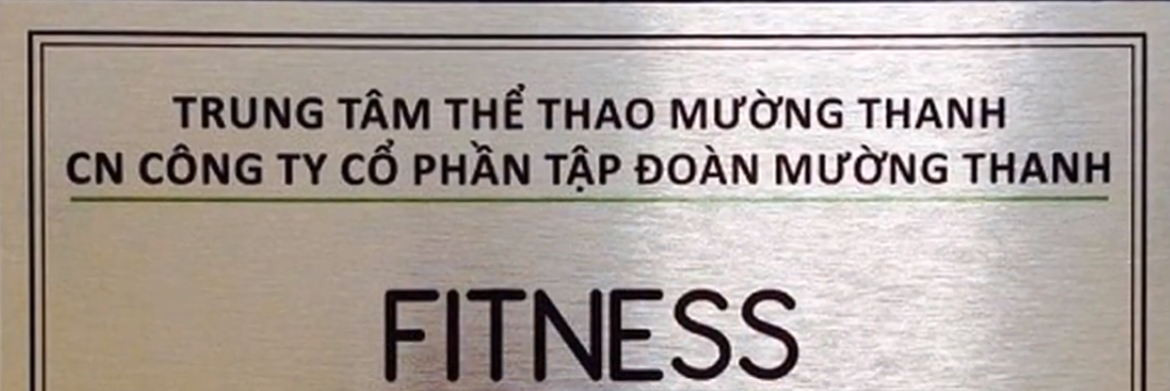 TRUNG TÂM THỂ THAO MƯỜNG THANH
CN CÔNG TY CỔ PHẦN TẬP ĐOÀN MƯỜNG THANH
FITNESS